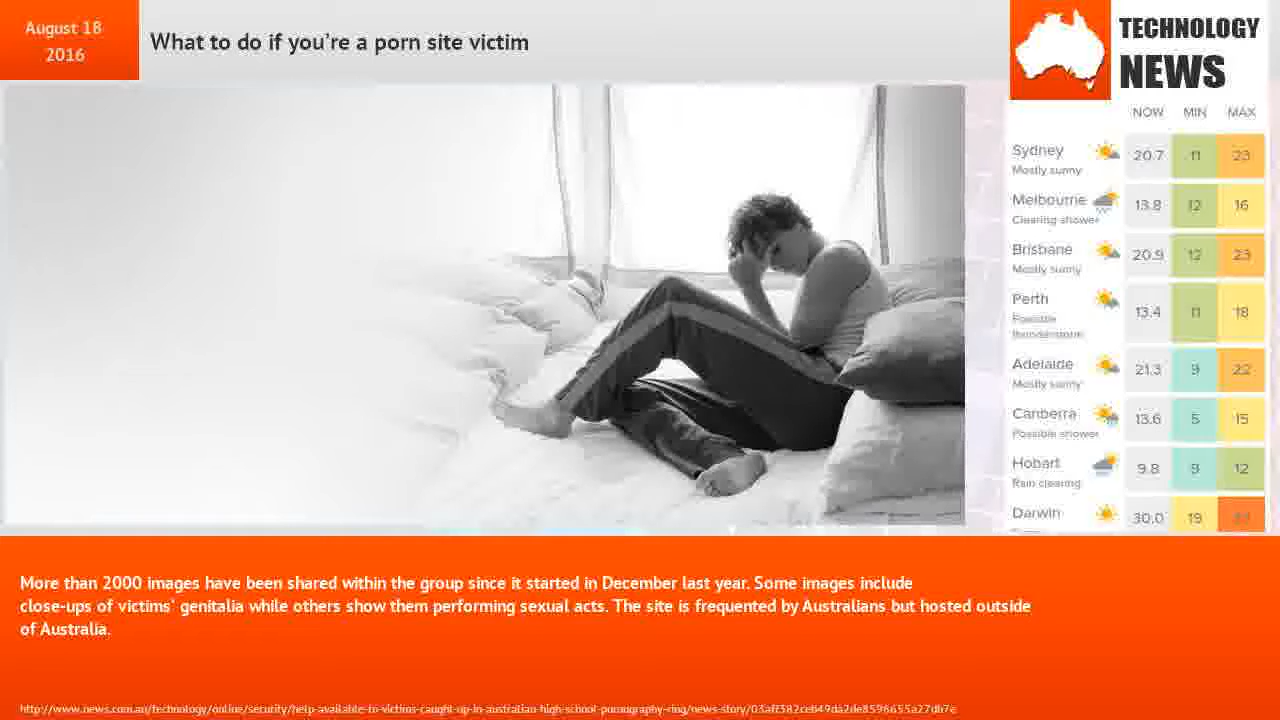 August 18
2016
What to do if you're a porn site victim
TECHNOLOGY
NEWS
NOW MIN MAX
Sydney 20.7 11 23
Mostly sunny
Melbourne 13.8 12 16
Clearing shower
Brisbane 20.9 12 23
Mostly sunny
Perth 13.4 11 18
Possible
thunderstorm
Adelaide 21.3 9 22
Mostly sunny
Canberra 13.6 5 15
Possible shower
Hobart 9.8 9 12
Rain clearing
Darwin 30.0 19
More than 2000 images have been shared within the group since it started in December last year. Some images include
close-ups of victims' genitalia while others show them performing sexual acts. The site is frequented by Australians but hosted outside
of Australia.
http://www.news.com.au/technology/online/security/help-available-to-victims-caught-up-in-australian-high-school-pornography-ring/news-story/03aff382ceb49da2de8596655a27db7e